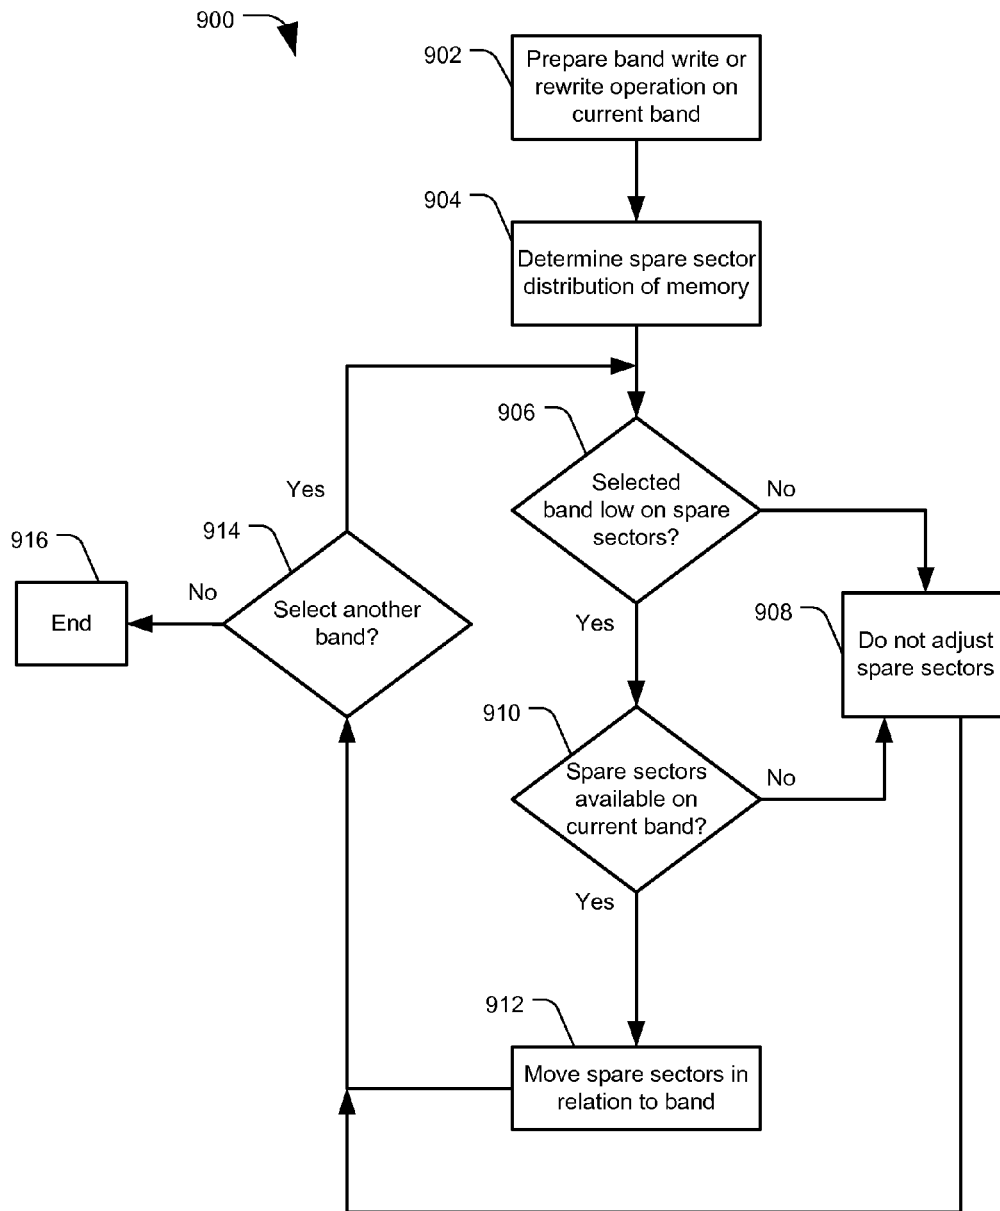 900
902
Prepare band write or
rewrite operation on
current band
904
Determine spare sector
distribution of memory
906
Selected
band low on spare
sectors?
No
Yes
Yes
914
916
No
End
Select another
band?
908
Do not adjust
spare sectors
910
Spare sectors
available on
current band?
No
Yes
912
Move spare sectors in
relation to band